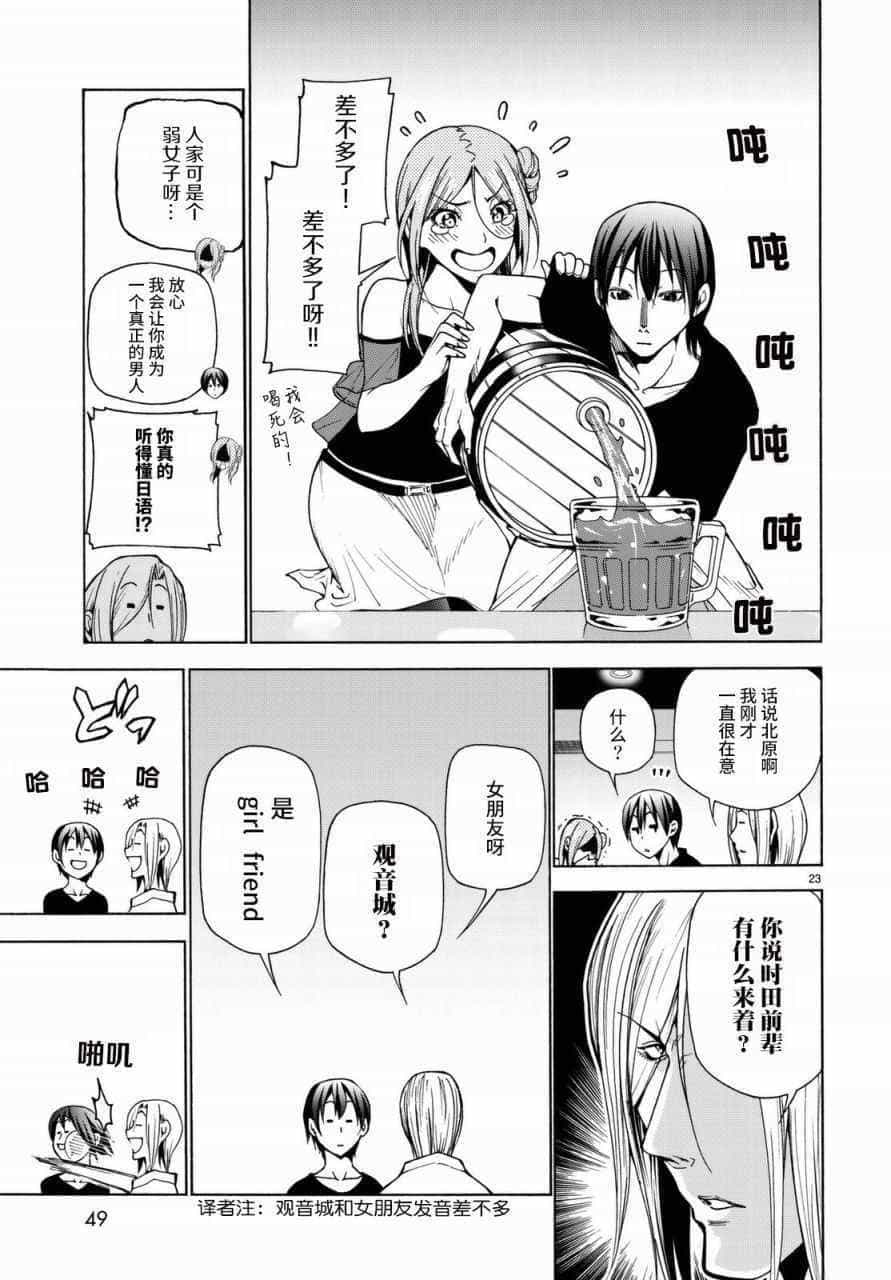 差不多了！
差不多了呀!!
我会
喝死的！
吨
吨
吨
吨
吨
吨
人家可是个
弱女子呀…
放心
我会让你成为
一个真正的男人
你真的
听得懂日语!?
话说北原啊
我刚才
一直很在意
什么？
23
你说时田前辈
有什么来着？
女朋友呀
观音城？
是
girl friend
译者注：观音城和女朋友发音差不多
どっ
哈
哈
哈
啪叽
49